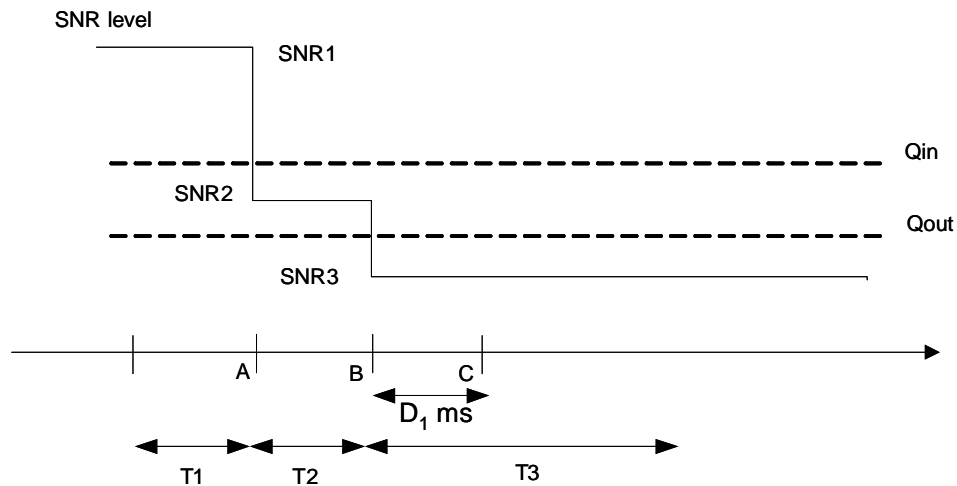 SNR level
SNR1
Qin
SNR2
Qout
SNR3
A
B
C
D₁ ms
T1
T2
T3